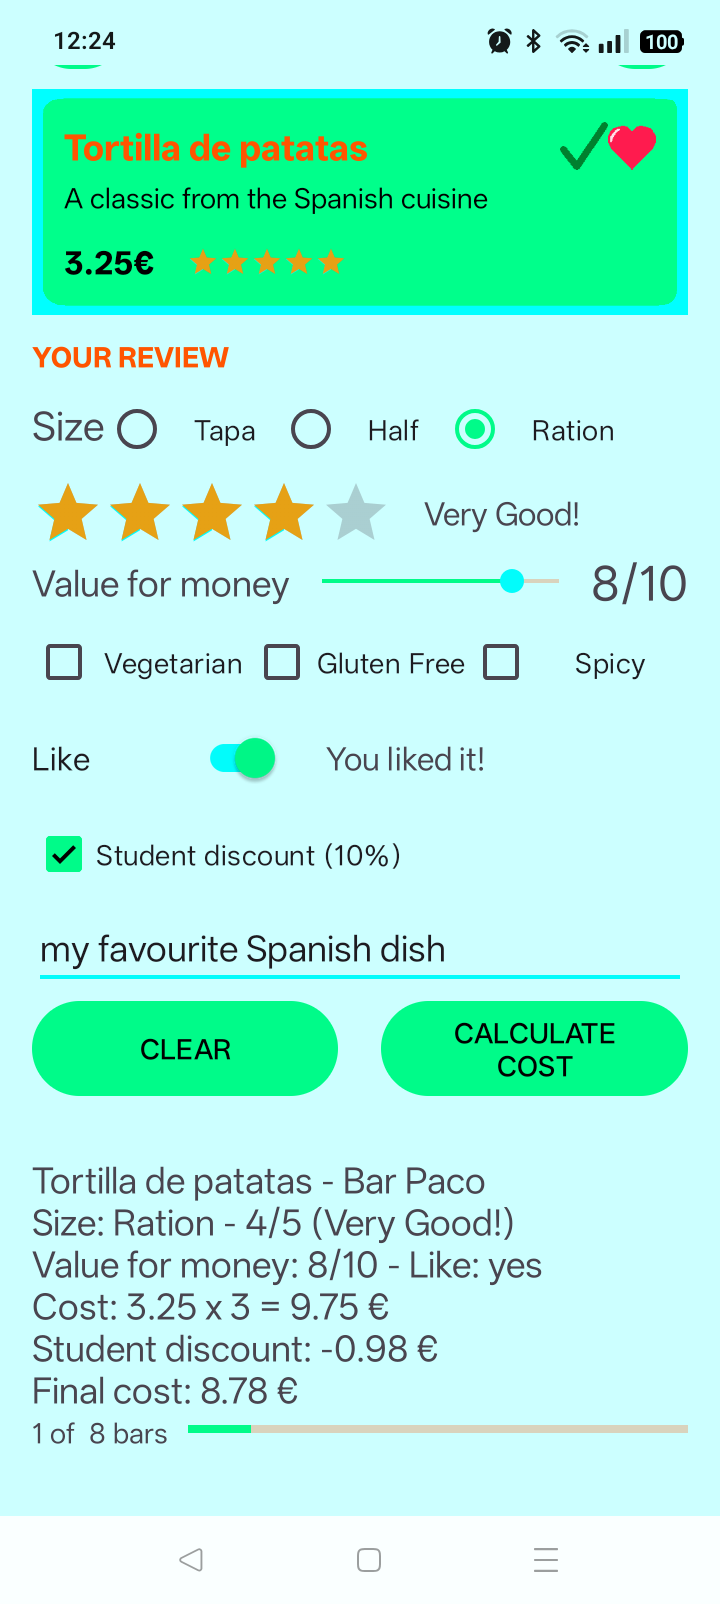 12:24
100
Tortilla de patatas
A classic from the Spanish cuisine
3.25€
YOUR REVIEW
Size Tapa Half Ration
Very Good!
Value for money 8/10
Vegetarian Gluten Free Spicy
Like You liked it!
Student discount (10%)
my favourite Spanish dish
CLEAR
CALCULATE
COST
Tortilla de patatas - Bar Paco
Size: Ration - 4/5 (Very Good!)
Value for money: 8/10 - Like: yes
Cost: 3.25 x 3 = 9.75 €
Student discount: -0.98 €
Final cost: 8.78 €
1 of  8 bars